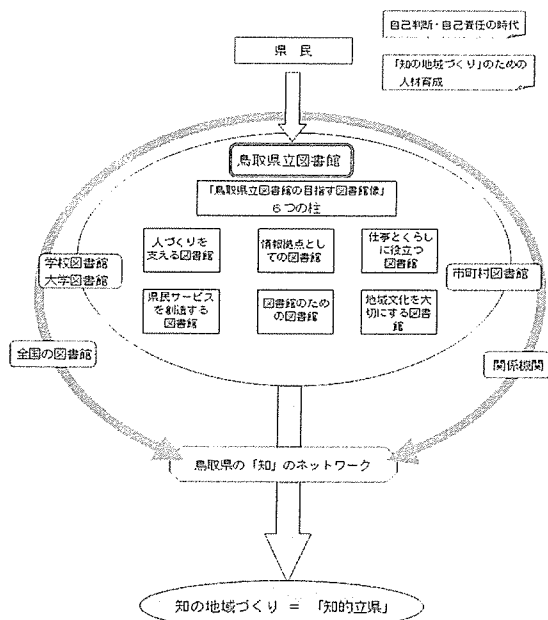 自己判断・自己責任の時代
県 民
「知の地域づくり」のための
人材育成
鳥取県立図書館
「鳥取県立図書館の目指す図書館像」
6つの柱
人づくりを
支える図書館
情報拠点とし
ての図書館
仕事とくらし
に役立つ
図書館
学校図書館
大学図書館
市町村図書館
県民サービス
を創造する
図書館
図書館のため
の図書館
地域文化を大
切にする図書
館
全国の図書館
関係機関
鳥取県の「知」のネットワーク
知の地域づくり = 「知的立県」